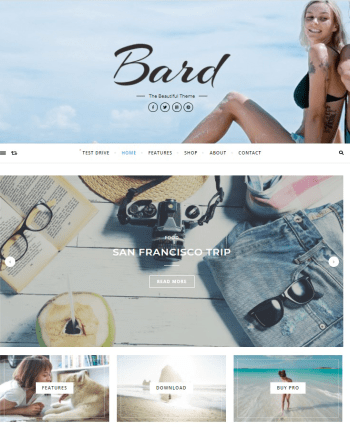 Bard
The Beautiful Theme
TEST DRIVE HOME FEATURES SHOP ABOUT CONTACT
FOOD
SAN FRANCISCO TRIP
READ MORE
FEATURES DOWNLOAD BUY PRO